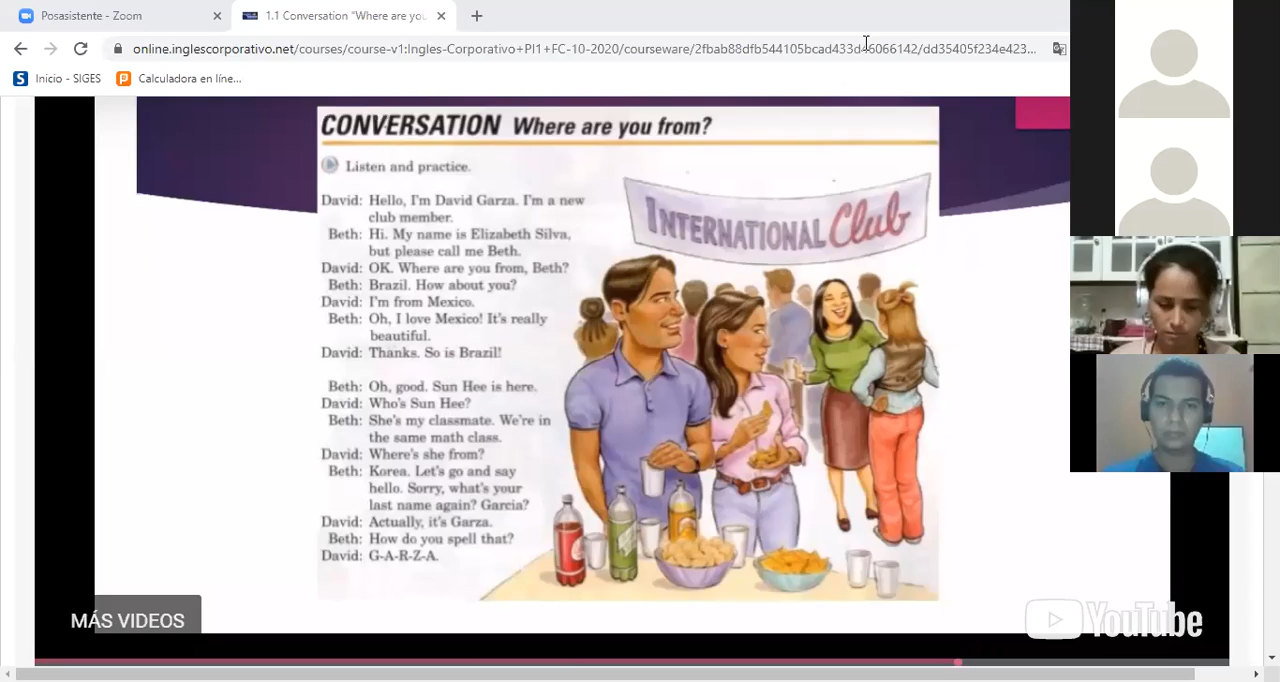 Posasistente - Zoom
1.1 Conversation "Where are you
online.inglescorporativo.net/courses/course-v1:Ingles-Corporativo+PI1+FC-10-2020/courseware/2fbab88dfb544105bcad433d46066142/dd35405f234e423...
Inicio - SIGES
Calculadora en líne...
CONVERSATION Where are you from?
Listen and practice.
David: Hello, I'm David Garza. I'm a new
club member.
Beth: Hi. My name is Elizabeth Silva,
but please call me Beth.
David: OK. Where are you from, Beth?
Beth: Brazil. How about you?
David: I'm from Mexico.
Beth: Oh, I love Mexico! It's really
beautiful.
David: Thanks. So is Brazil!
Beth: Oh, good. Sun Hee is here.
David: Who's Sun Hee?
Beth: She's my classmate. We're in
the same math class.
David: Where's she from?
Beth: Korea. Let's go and say
hello. Sorry, what's your
last name again? Garcia?
David: Actually, it's Garza.
Beth: How do you spell that?
David: G-A-R-Z-A.
INTERNATIONAL Club
MÁS VIDEOS
YouTube